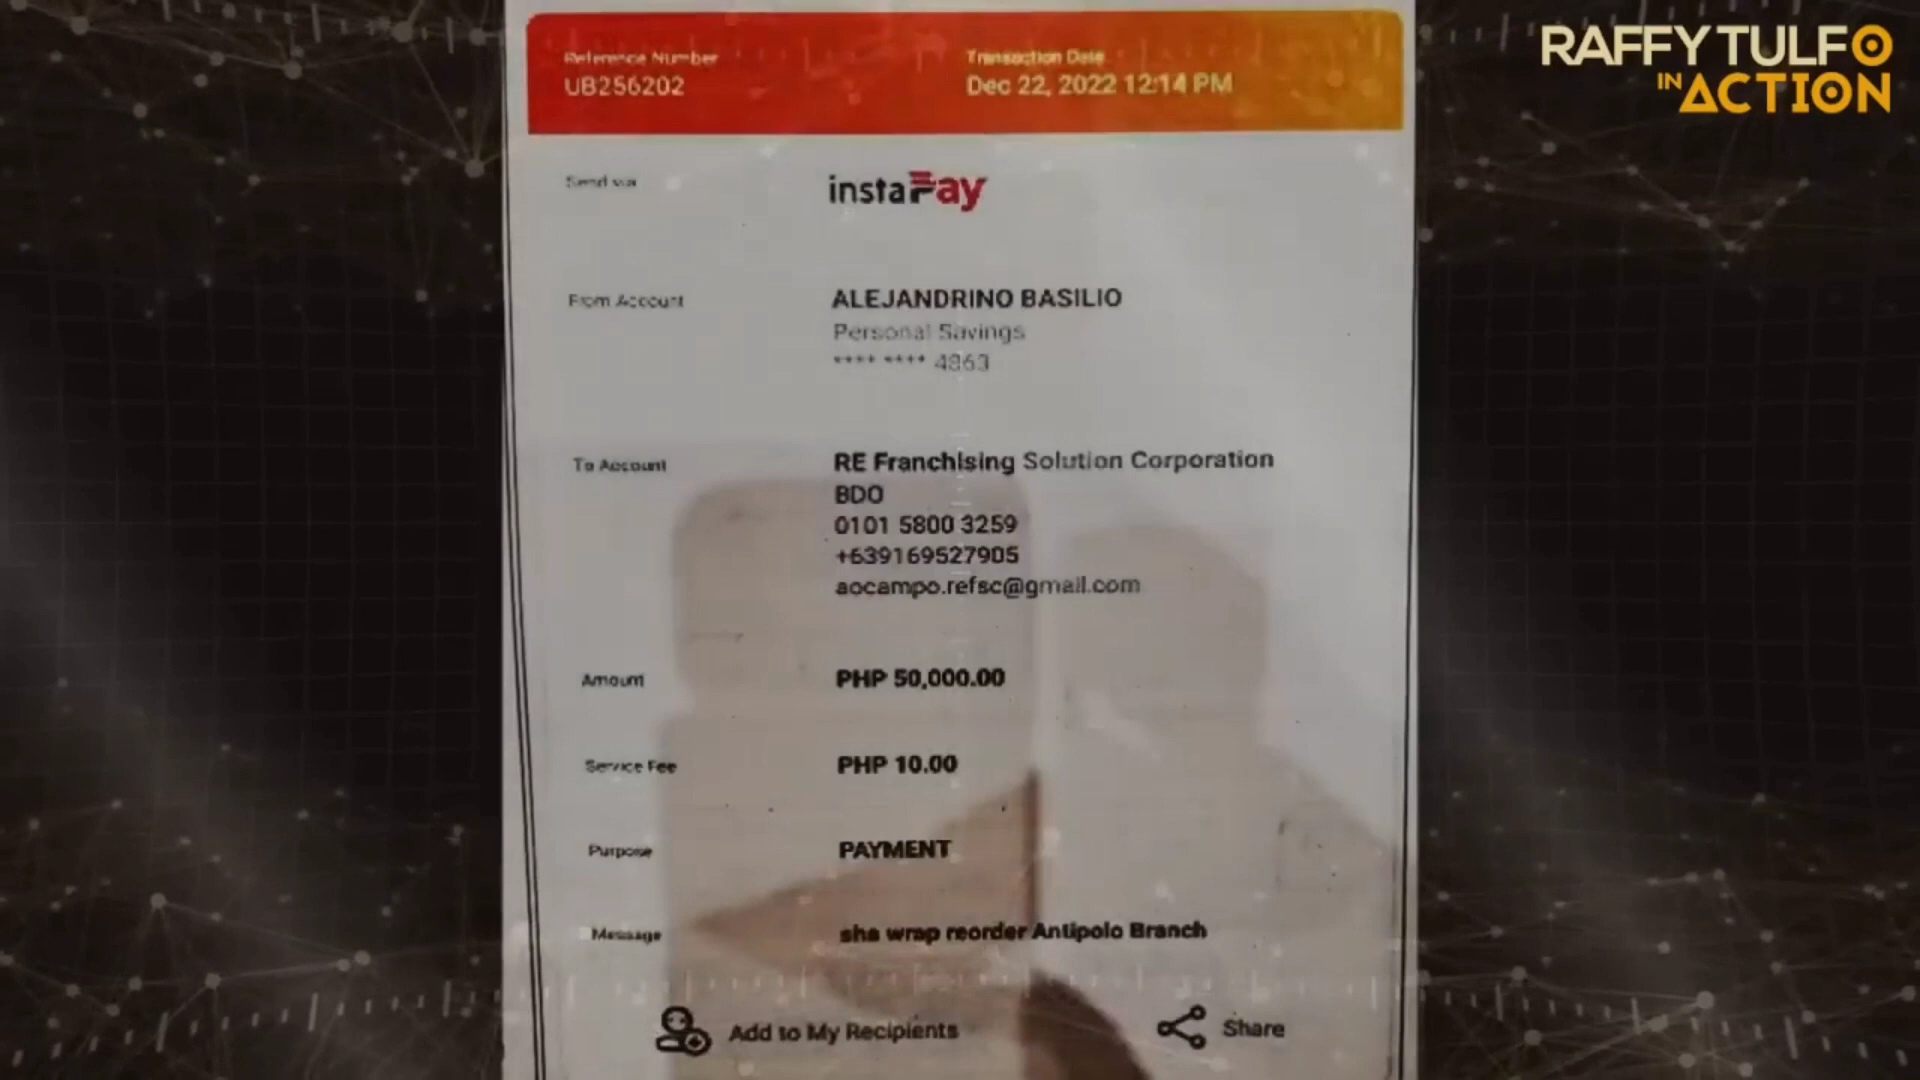 RAFFY TULFO
IN ACTION
Reference Number
UB256202
Transaction Date
Dec 22, 2022 12:14 PM
Send via
instaPay
From Account
ALEJANDRINO BASILIO
Personal Savings
**** **** 4863
To Account
RE Franchising Solution Corporation
BDO
0101 5800 3259
+639169527905
aocampo.refsc@gmail.com
Amount
PHP 50,000.00
Service Fee
PHP 10.00
Purpose
PAYMENT
Message
sha wrap reorder Antipolo Branch
Add to My Recipients
Share